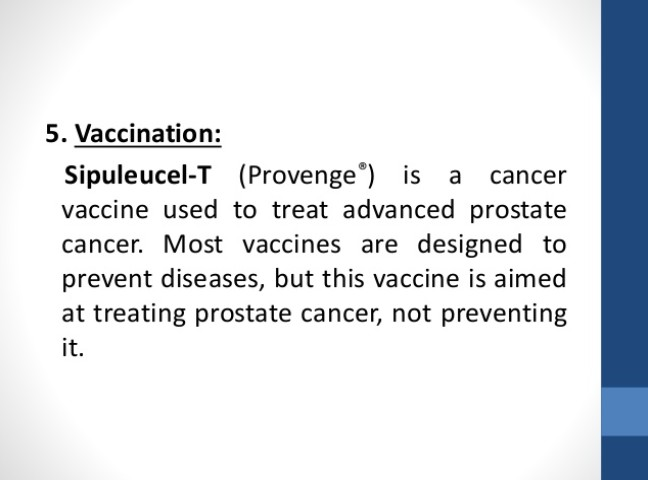 5. Vaccination:
Sipuleucel-T (Provenge®) is a cancer
vaccine used to treat advanced prostate
cancer. Most vaccines are designed to
prevent diseases, but this vaccine is aimed
at treating prostate cancer, not preventing
it.